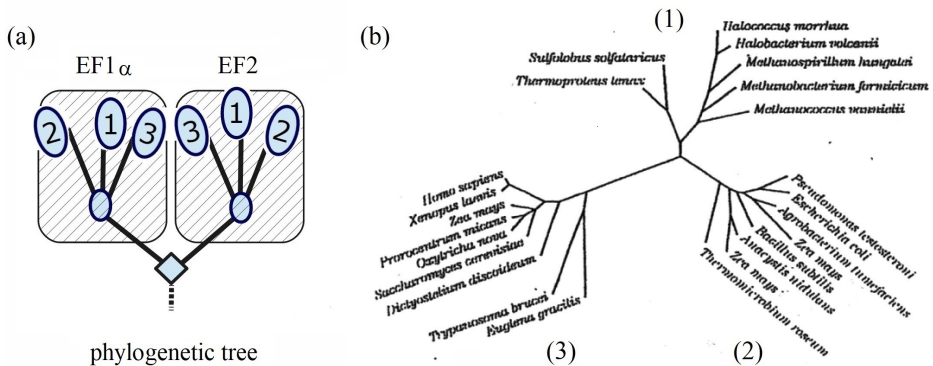 (a)
EF1α
EF2
2
1
3
3
1
2
phylogenetic tree
(b)
(1)
Halococcus morrhua
Halobacterium volcanii
Methanospirillum hungatei
Methanobacterium formicicum
Methanococcus vannielii
Sulfolobus solfataricus
Thermoproteus tenax
Homo sapiens
Xenopus laevis
Zea mays
Prorocentrum micans
Oxytricha nova
Saccharomyces cerevisiae
Dictyostelium discoideum
Trypanosoma brucei
Euglena gracilis
(3)
Pseudomonas testosteroni
Escherichia coli
Agrobacterium tumefaciens
Zea mays
Bacillus subtilis
Anacystis nidulans
Zea mays
Thermomicrobium roseum
(2)